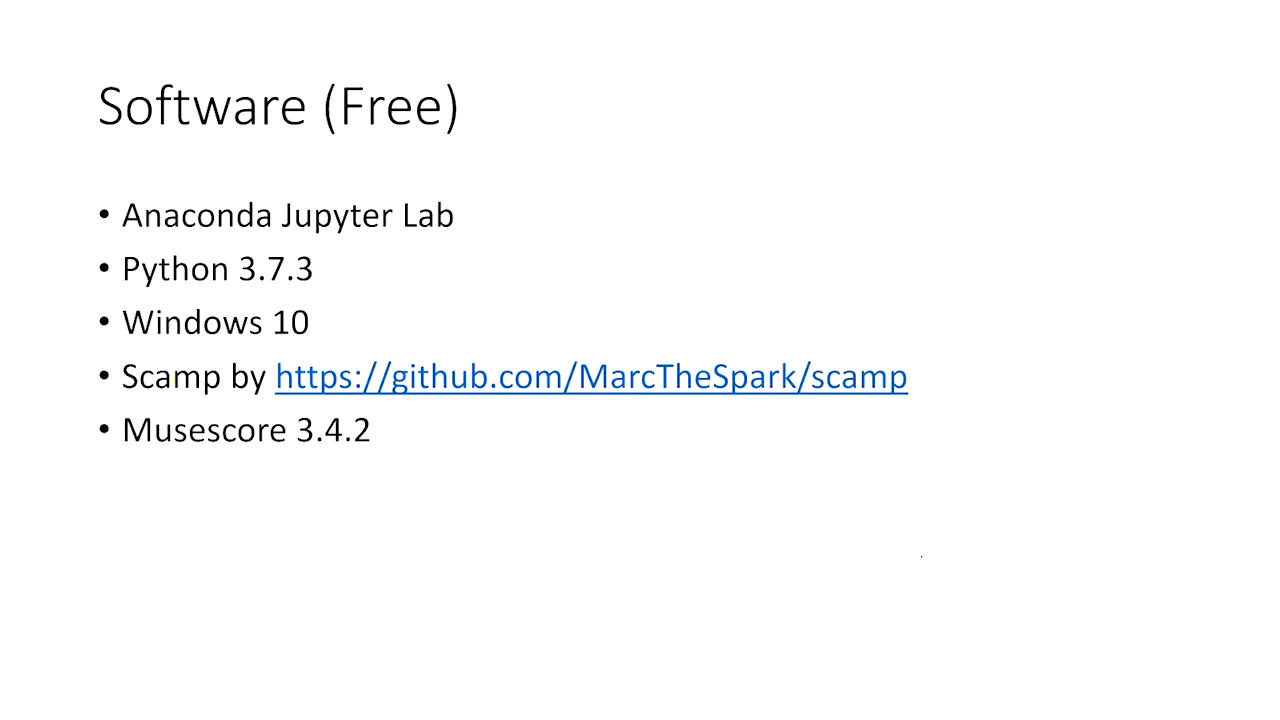 Software (Free)
• Anaconda Jupyter Lab
• Python 3.7.3
• Windows 10
• Scamp by https://github.com/MarcTheSpark/scamp
• Musescore 3.4.2